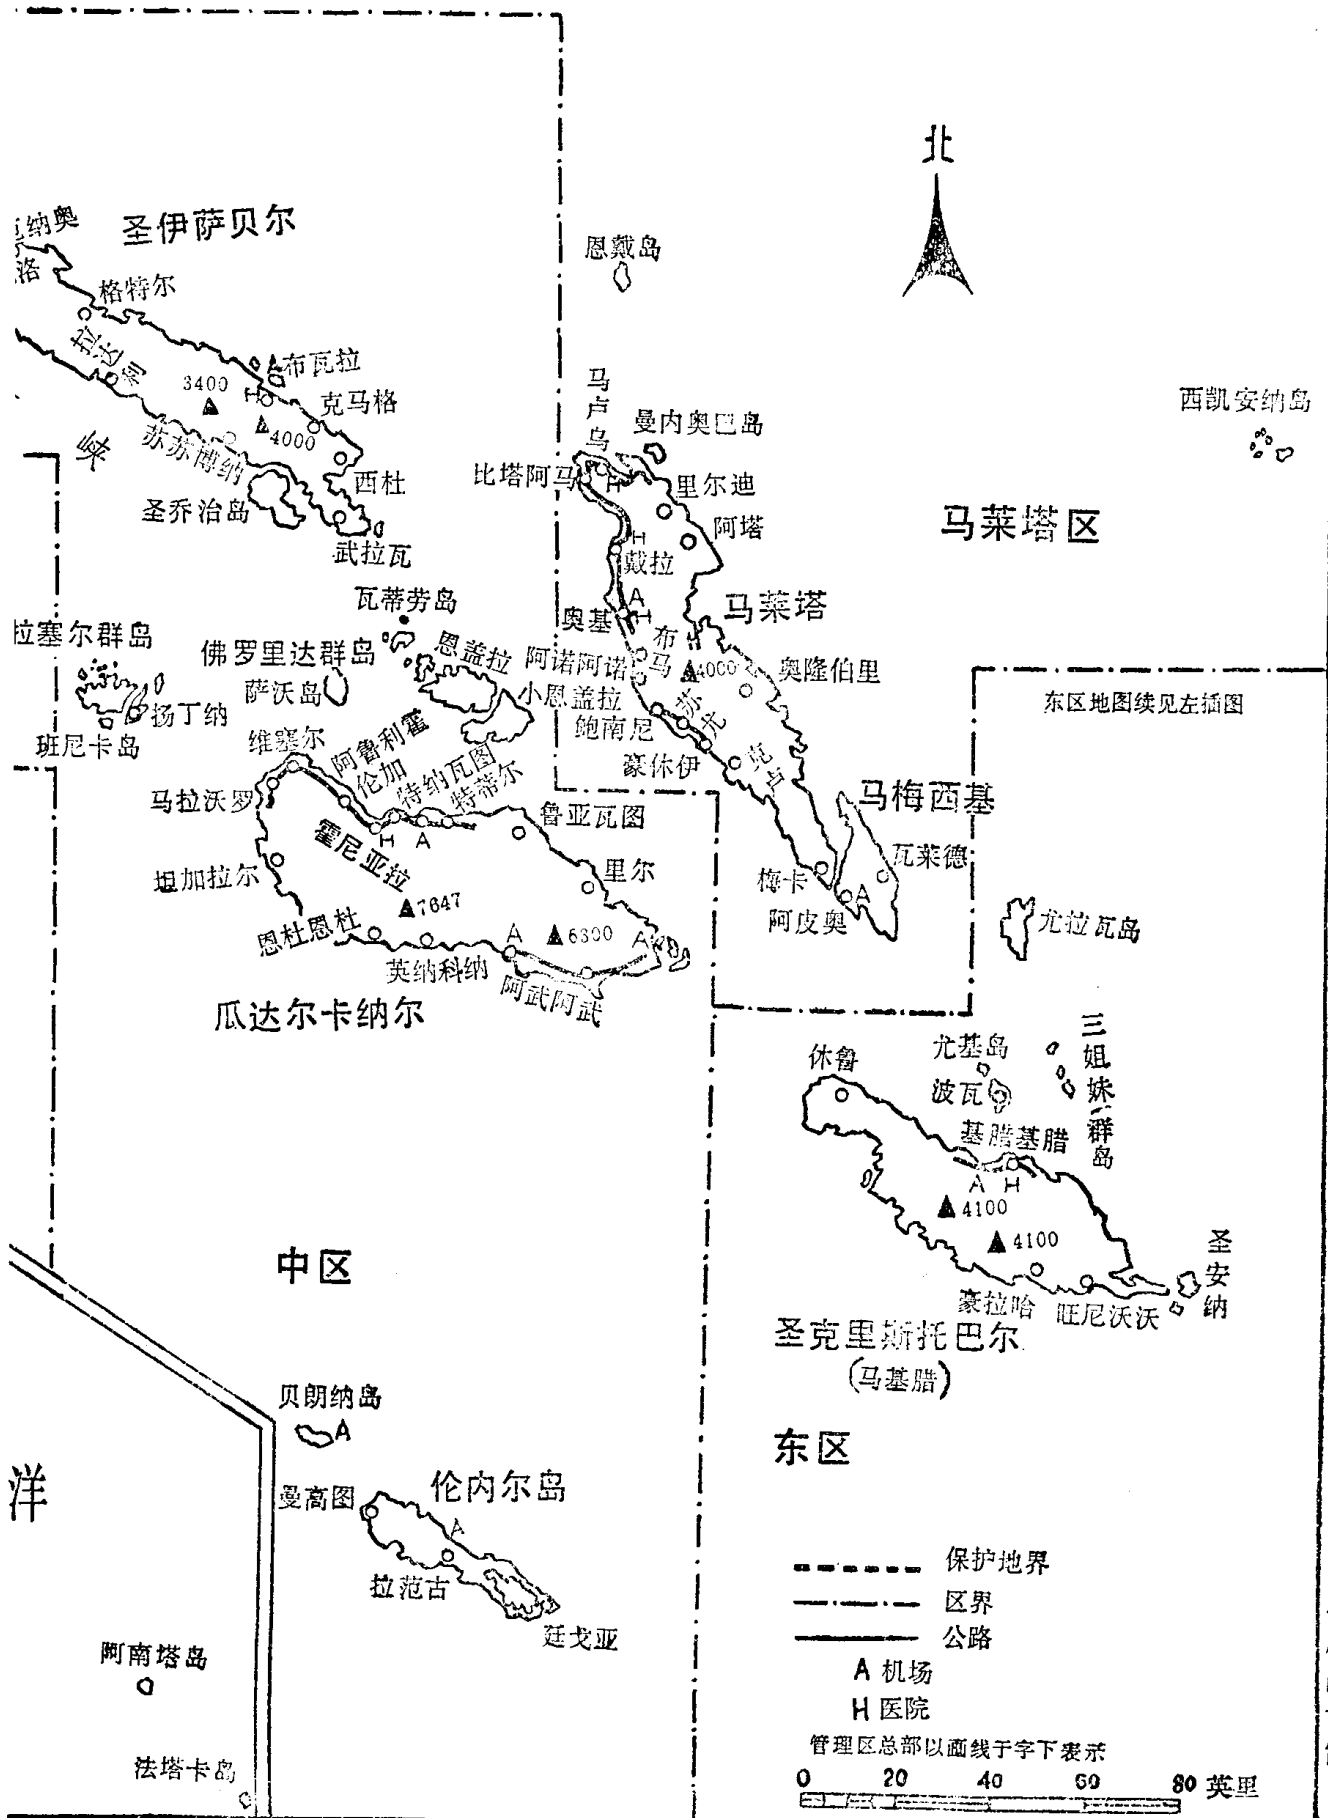 北
圣伊萨贝尔
纳奥
洛
恩戴岛
格特尔
拉达利
布瓦拉
A
H
3400
克马格
4000
苏苏博纳
峡
西杜
圣乔治岛
A
武拉瓦
马卢乌
曼内奥巴岛
西凯安纳岛
比塔阿马
H
里尔迪
阿塔
马莱塔区
H
戴拉
瓦蒂劳岛
A
H
奥基
马莱塔
拉塞尔群岛
佛罗里达群岛
恩盖拉
阿诺阿诺
布马
H
4000
奥隆伯里
萨沃岛
小恩盖拉
苏尤
东区地图续见左插图
扬丁纳
班尼卡岛
鲍南尼
维塞尔
阿鲁利霍
伦加
特纳瓦图
特蒂尔
豪休伊
克卢
马拉沃罗
马梅西基
H
A
鲁亚瓦图
霍尼亚拉
瓦莱德
坦加拉尔
里尔
梅卡
A
7647
阿皮奥
尤拉瓦岛
恩杜恩杜
A
6300
A
英纳科纳
阿武阿武
瓜达尔卡纳尔
三姐妹群岛
休鲁
尤基岛
波瓦
基腊基腊
A
H
4100
4100
圣安纳
中区
豪拉哈
旺尼沃沃
圣克里斯托巴尔
(马基腊)
贝朗纳岛
A
东区
洋
伦内尔岛
曼高图
A
拉范古
廷戈亚
保护地界
区界
公路
阿南塔岛
A 机场
H 医院
管理区总部以画线于字下表示
法塔卡岛
0 20 40 60 80 英里